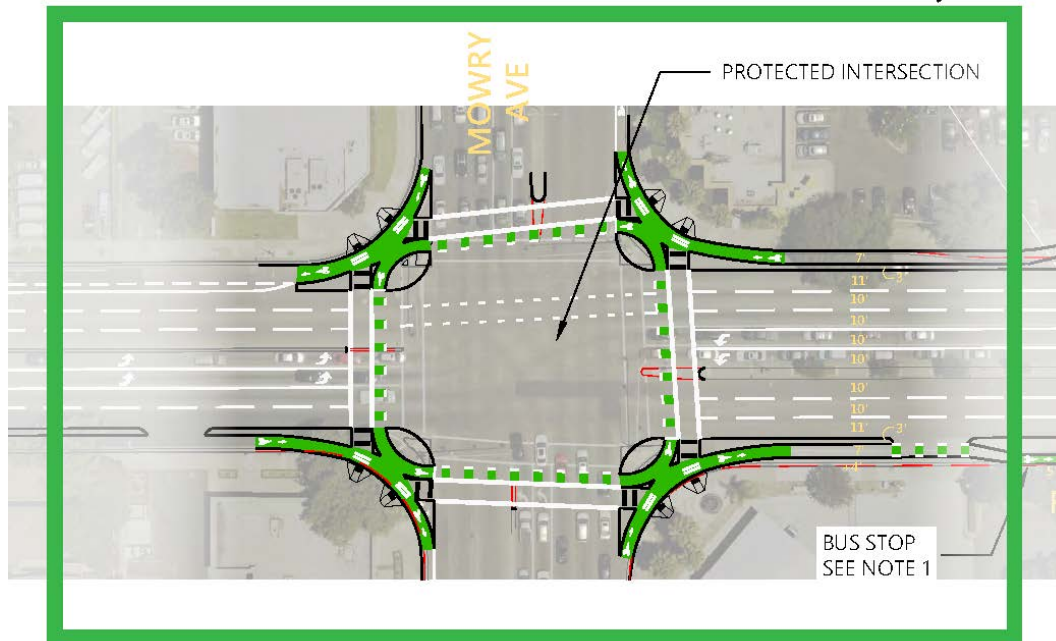 MOWRY
AVE
PROTECTED INTERSECTION
7'
3'
11'
10'
10'
10'
10'
10'
10'
11'
3'
7'
BUS STOP
SEE NOTE 1